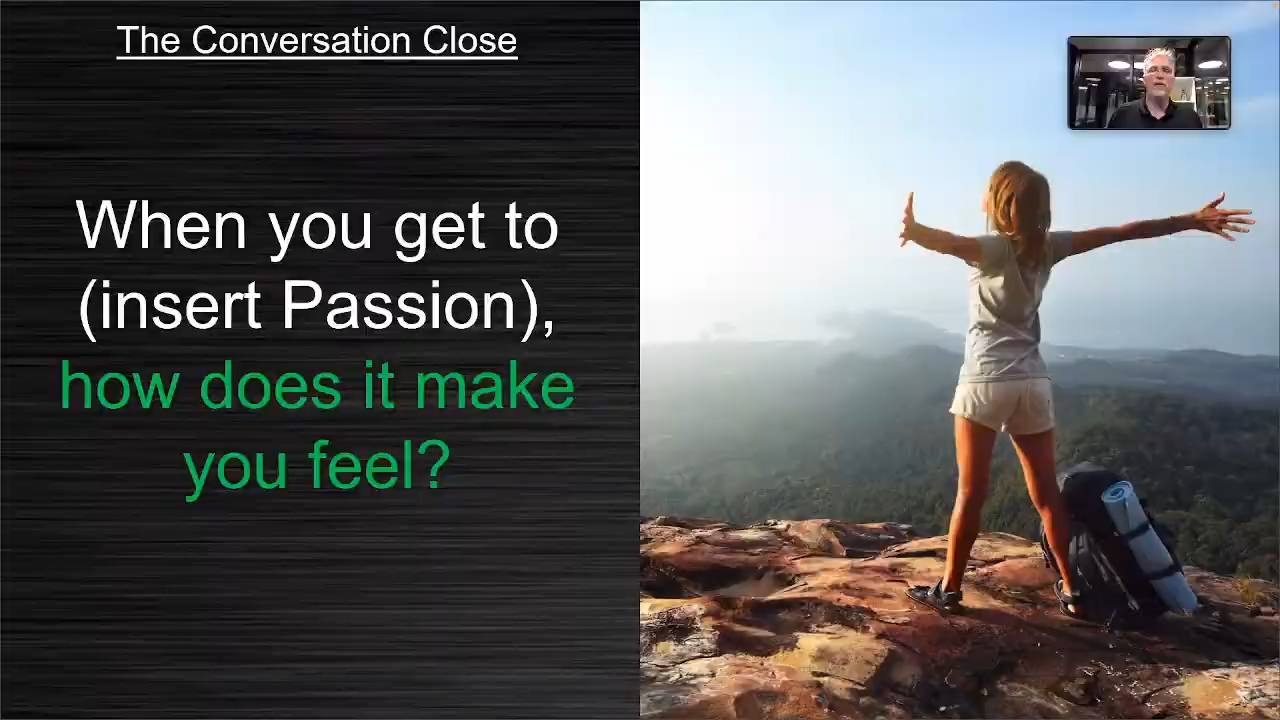 The Conversation Close
When you get to
(insert Passion),
how does it make
you feel?